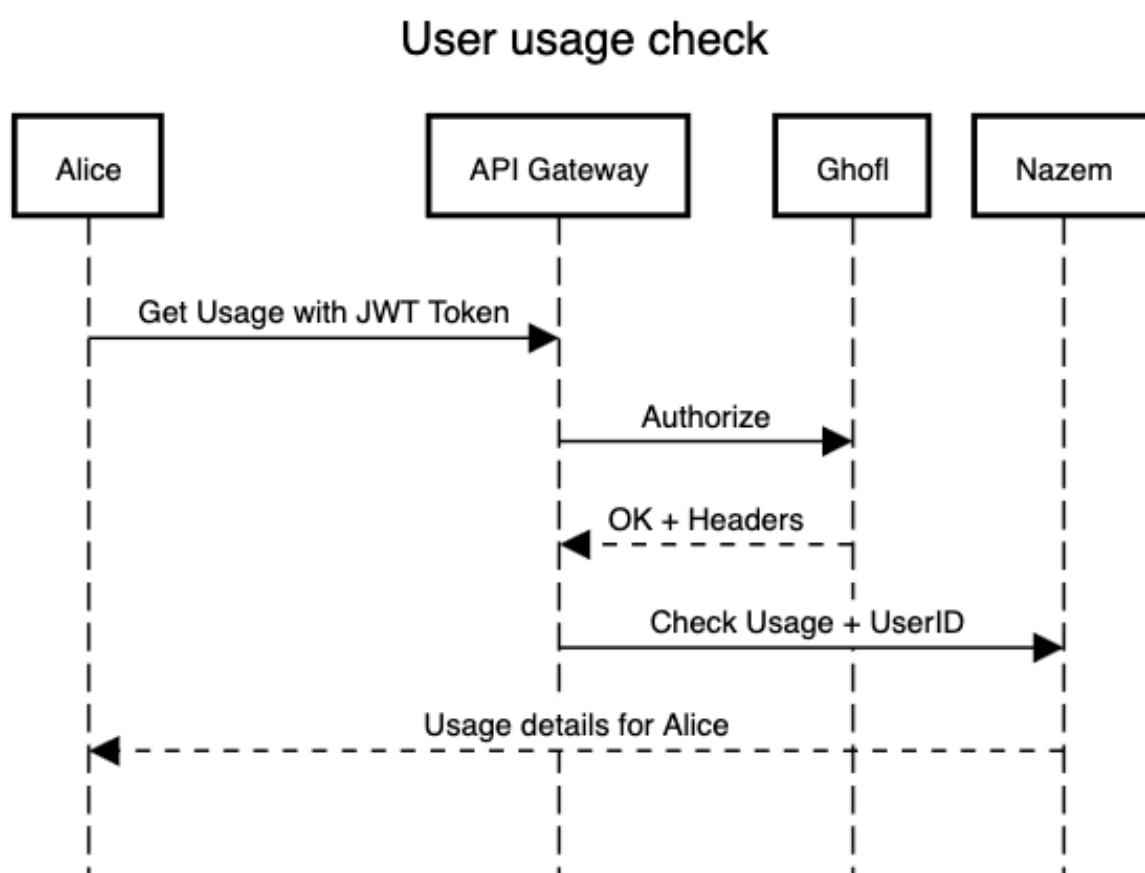 User usage check
Alice
API Gateway
Ghofl
Nazem
Get Usage with JWT Token
Authorize
OK + Headers
Check Usage + UserID
Usage details for Alice